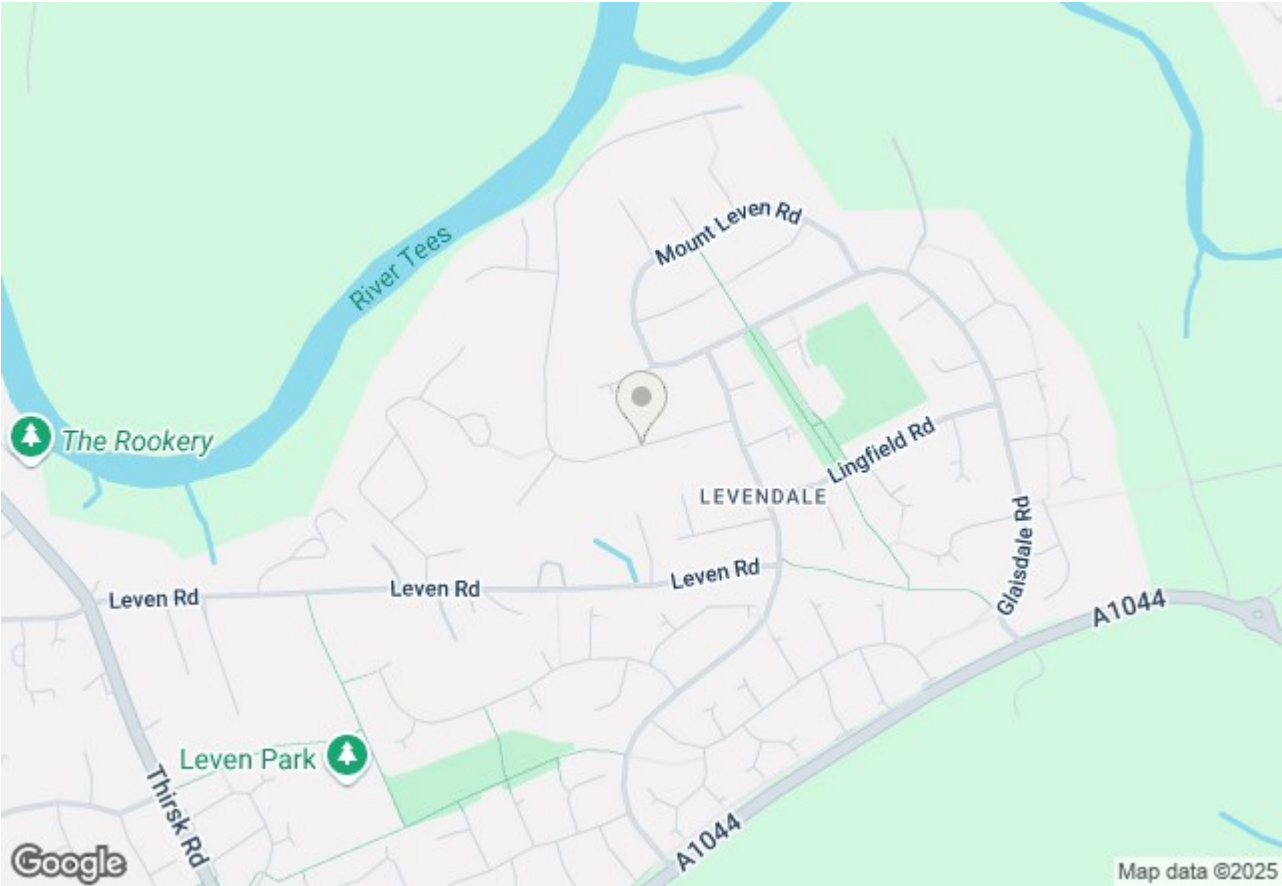 Mount Leven Rd
River Tees
The Rookery
Lingfield Rd
LEVENDALE
Glaisdale Rd
Leven Rd
Leven Rd
Leven Rd
A1044
Leven Park
Thirsk Rd
A1044
Google
Map data ©2025